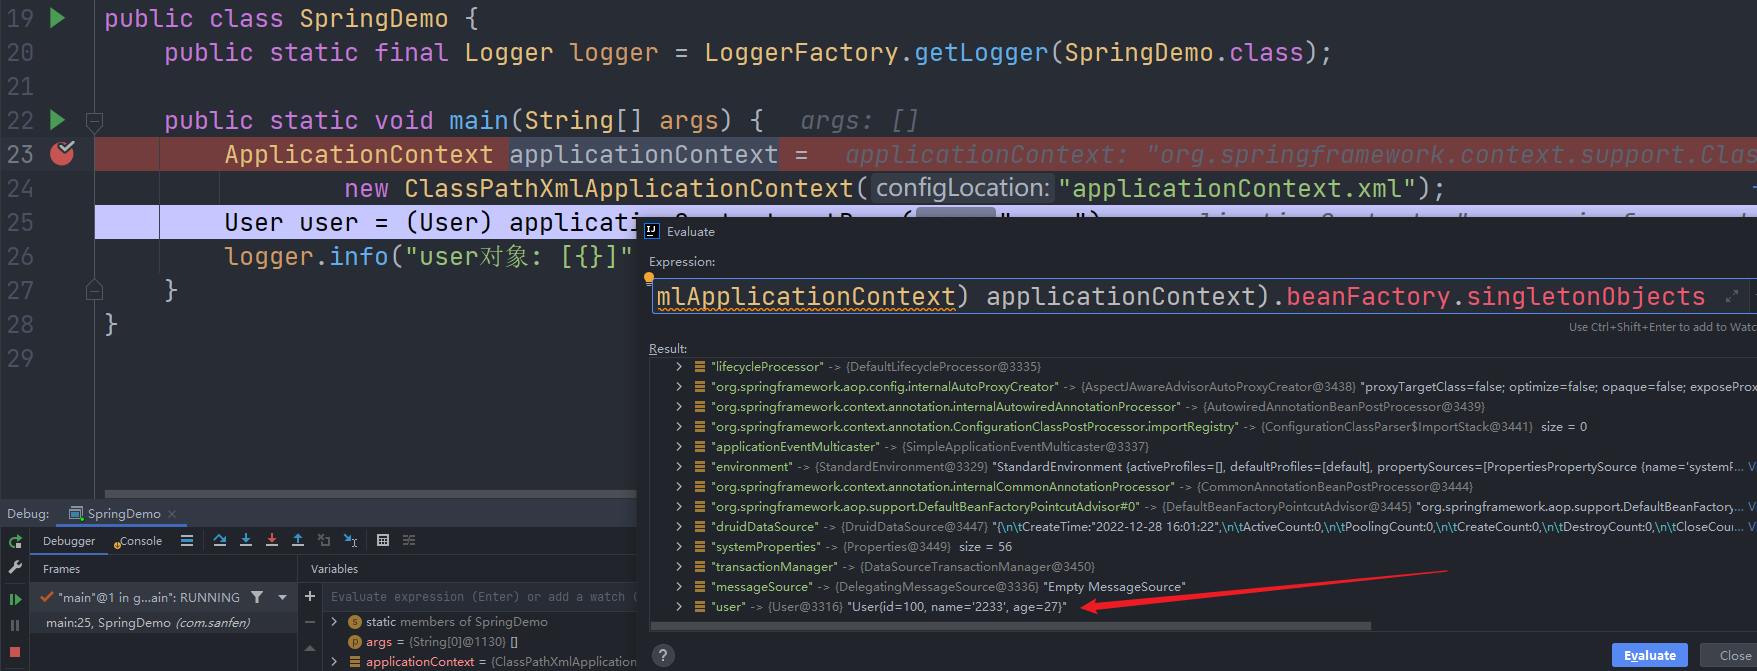 19 public class SpringDemo {
20 public static final Logger logger = LoggerFactory.getLogger(SpringDemo.class);
21
22 public static void main(String[] args) { args: []
23 ApplicationContext applicationContext = applicationContext: "org.springframework.context.support.Clas
24 new ClassPathXmlApplicationContext( configLocation: "applicationContext.xml");
25 User user = (User) applicati
26 logger.info("user对象: [{}]"
27 }
28 }
29
Evaluate
Expression:
mlApplicationContext) applicationContext).beanFactory.singletonObjects
Use Ctrl+Shift+Enter to add to Watc
Result:
"lifecycleProcessor" -> {DefaultLifecycleProcessor@3335}
"org.springframework.aop.config.internalAutoProxyCreator" -> {AspectJAwareAdvisorAutoProxyCreator@3438} "proxyTargetClass=false; optimize=false; opaque=false; exposeProx
"org.springframework.context.annotation.internalAutowiredAnnotationProcessor" -> {AutowiredAnnotationBeanPostProcessor@3439}
"org.springframework.context.annotation.ConfigurationClassPostProcessor.importRegistry" -> {ConfigurationClassParser$ImportStack@3441} size = 0
"applicationEventMulticaster" -> {SimpleApplicationEventMulticaster@3337}
"environment" -> {StandardEnvironment@3329} "StandardEnvironment {activeProfiles=[], defaultProfiles=[default], propertySources=[PropertiesPropertySource {name='systemP... V
"org.springframework.context.annotation.internalCommonAnnotationProcessor" -> {CommonAnnotationBeanPostProcessor@3444}
"org.springframework.aop.support.DefaultBeanFactoryPointcutAdvisor#0" -> {DefaultBeanFactoryPointcutAdvisor@3445} "org.springframework.aop.support.DefaultBeanFactory
"druidDataSource" -> {DruidDataSource@3447} "{\n\tCreateTime:"2022-12-28 16:01:22",\n\tActiveCount:0,\n\tPoolingCount:0,\n\tCreateCount:0,\n\tDestroyCount:0,\n\tCloseCou... V
"systemProperties" -> {Properties@3449} size = 56
"transactionManager" -> {DataSourceTransactionManager@3450}
"messageSource" -> {DelegatingMessageSource@3336} "Empty MessageSource"
"user" -> {User@3316} "User{id=100, name='2233', age=27}"
? Evaluate Close
Debug: SpringDemo ×
Debugger Console
Frames Variables
"main"@1 in g...ain": RUNNING
main:25, SpringDemo (com.sanfen)
Evaluate expression (Enter) or add a watch (
static members of SpringDemo
args = {String[0]@1130} []
applicationContext = {ClassPathXmlApplication